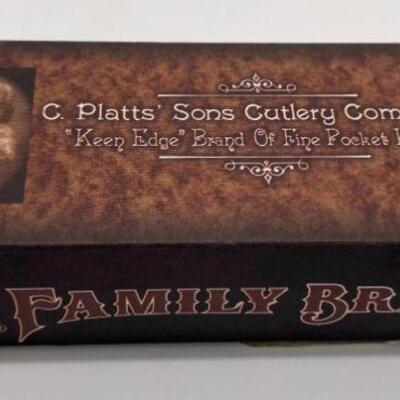 C. Platts' Sons Cutlery Com
"Keen Edge" Brand Of Fine Pocket
Family Br